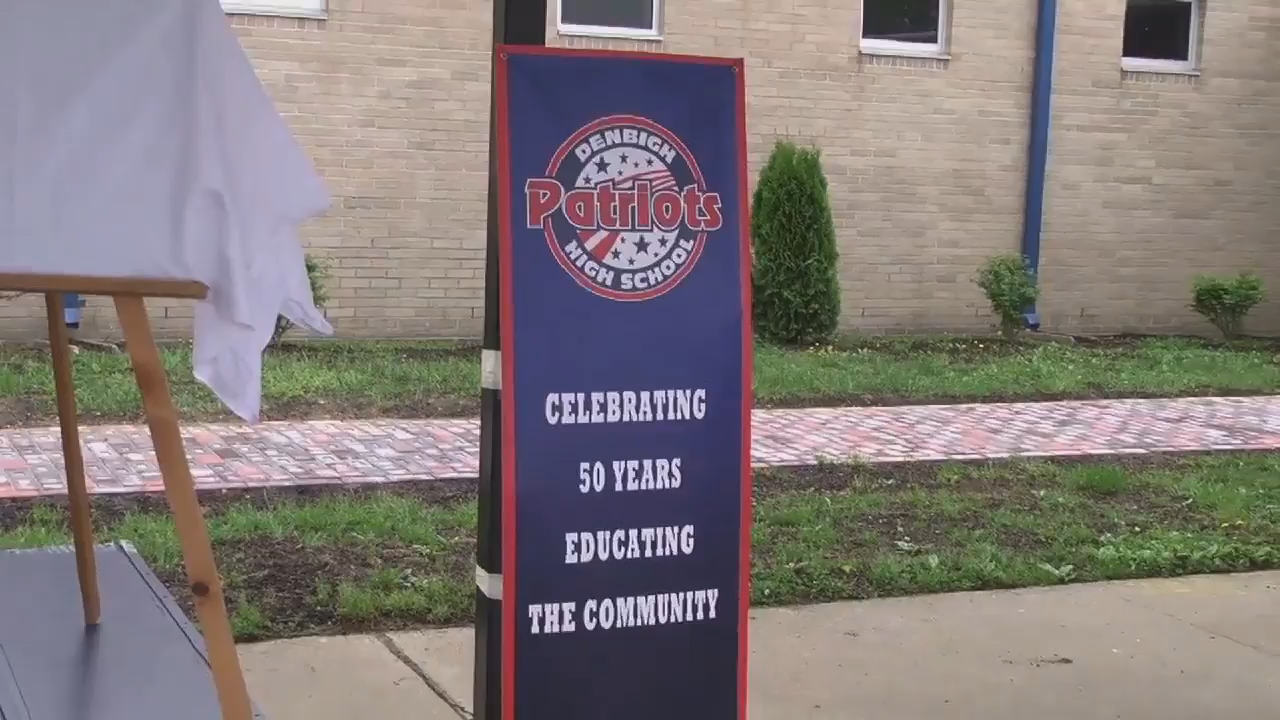 DENBIGH
Patriots
HIGH SCHOOL
CELEBRATING
50 YEARS
EDUCATING
THE COMMUNITY